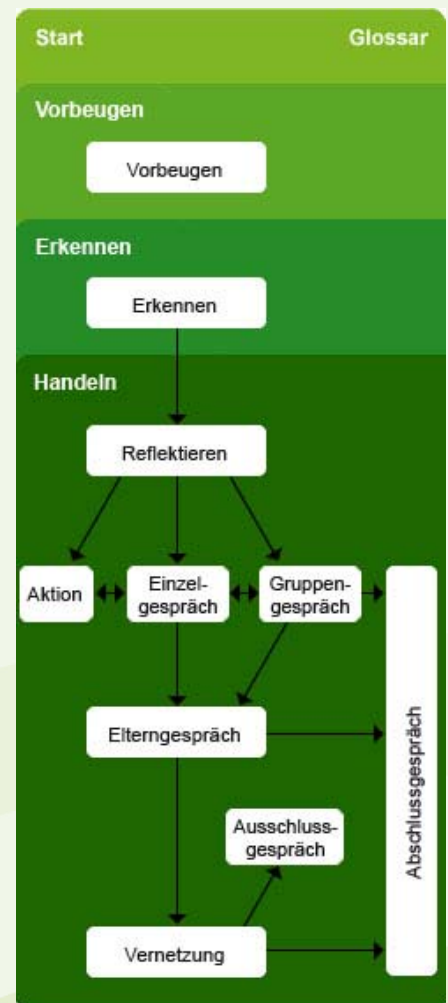 Start Glossar
Vorbeugen
Vorbeugen
Erkennen
Erkennen
Handeln
Reflektieren
Aktion
Einzel-
gespräch
Gruppen-
gespräch
Abschlussgespräch
Elterngespräch
Ausschluss-
gespräch
Vernetzung